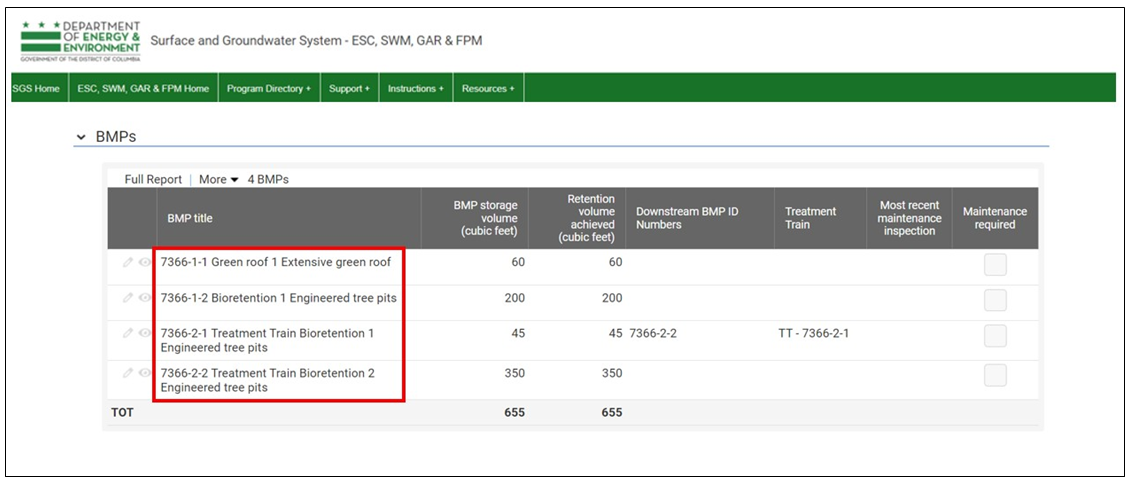 DEPARTMENT
OF ENERGY &
ENVIRONMENT
GOVERNMENT OF THE DISTRICT OF COLUMBIA
Surface and Groundwater System - ESC, SWM, GAR & FPM
SGS Home ESC, SWM, GAR & FPM Home Program Directory + Support + Instructions + Resources +
BMPs
Full Report | More 4 BMPs
BMP title
BMP storage
volume
(cubic feet)
Retention
volume
achieved
(cubic feet)
Downstream BMP ID
Numbers
Treatment
Train
Most recent
maintenance
inspection
Maintenance
required
7366-1-1 Green roof 1 Extensive green roof 60 60
7366-1-2 Bioretention 1 Engineered tree pits 200 200
7366-2-1 Treatment Train Bioretention 1 45 45 7366-2-2 TT - 7366-2-1
Engineered tree pits
7366-2-2 Treatment Train Bioretention 2 350 350
Engineered tree pits
TOT 655 655